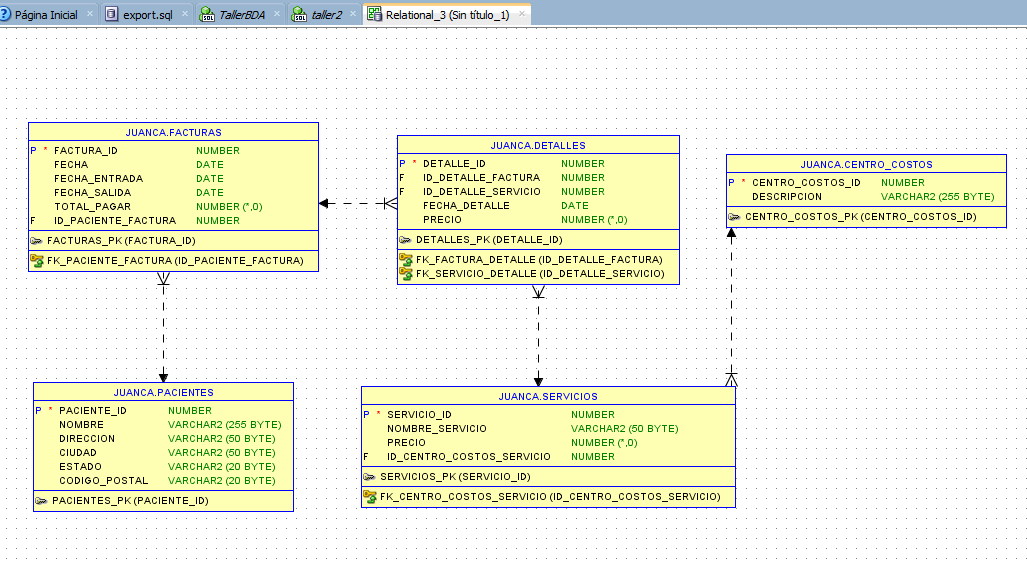 Página Inicial
export.sql
TallerBDA
taller2
Relational_3 (Sin título_1)
JUANCA.FACTURAS
P * FACTURA_ID NUMBER
FECHA DATE
FECHA_ENTRADA DATE
FECHA_SALIDA DATE
TOTAL_PAGAR NUMBER (*,0)
F ID_PACIENTE_FACTURA NUMBER
FACTURAS_PK (FACTURA_ID)
FK_PACIENTE_FACTURA (ID_PACIENTE_FACTURA)
JUANCA.DETALLES
P * DETALLE_ID NUMBER
F ID_DETALLE_FACTURA NUMBER
F ID_DETALLE_SERVICIO NUMBER
FECHA_DETALLE DATE
PRECIO NUMBER (*,0)
DETALLES_PK (DETALLE_ID)
FK_FACTURA_DETALLE (ID_DETALLE_FACTURA)
FK_SERVICIO_DETALLE (ID_DETALLE_SERVICIO)
JUANCA.CENTRO_COSTOS
P * CENTRO_COSTOS_ID NUMBER
DESCRIPCION VARCHAR2 (255 BYTE)
CENTRO_COSTOS_PK (CENTRO_COSTOS_ID)
JUANCA.PACIENTES
P * PACIENTE_ID NUMBER
NOMBRE VARCHAR2 (255 BYTE)
DIRECCION VARCHAR2 (50 BYTE)
CIUDAD VARCHAR2 (50 BYTE)
ESTADO VARCHAR2 (20 BYTE)
CODIGO_POSTAL VARCHAR2 (20 BYTE)
PACIENTES_PK (PACIENTE_ID)
JUANCA.SERVICIOS
P * SERVICIO_ID NUMBER
NOMBRE_SERVICIO VARCHAR2 (50 BYTE)
PRECIO NUMBER (*,0)
F ID_CENTRO_COSTOS_SERVICIO NUMBER
SERVICIOS_PK (SERVICIO_ID)
FK_CENTRO_COSTOS_SERVICIO (ID_CENTRO_COSTOS_SERVICIO)